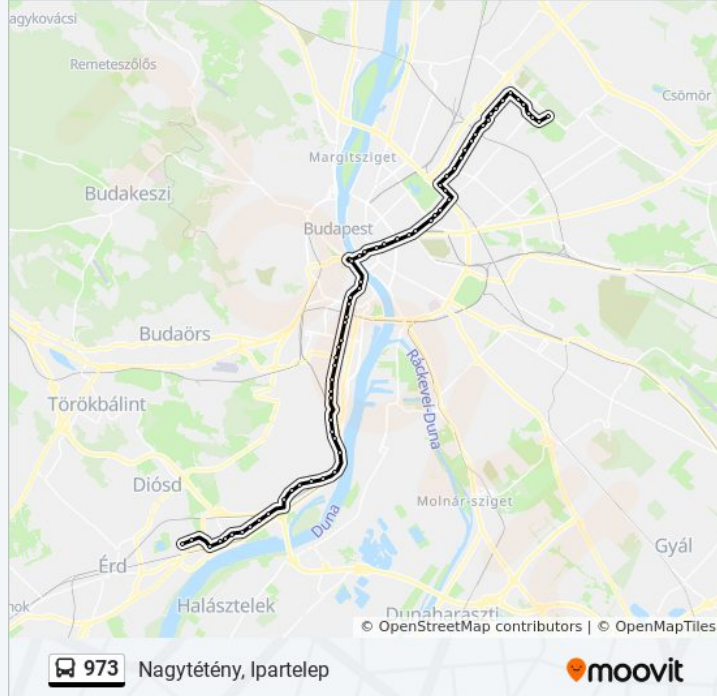 agykovácsi
Remeteszőlős
Csömör
Margitsziget
Budakeszi
Budapest
Budaörs
Ráckevei-Duna
Törökbálint
Diósd
Molnár-sziget
Duna
Gyál
Érd
Halásztelek
nok
Dunaharaszti
© OpenStreetMap contributors | © OpenMapTiles
973 Nagytétény, Ipartelep
moovit